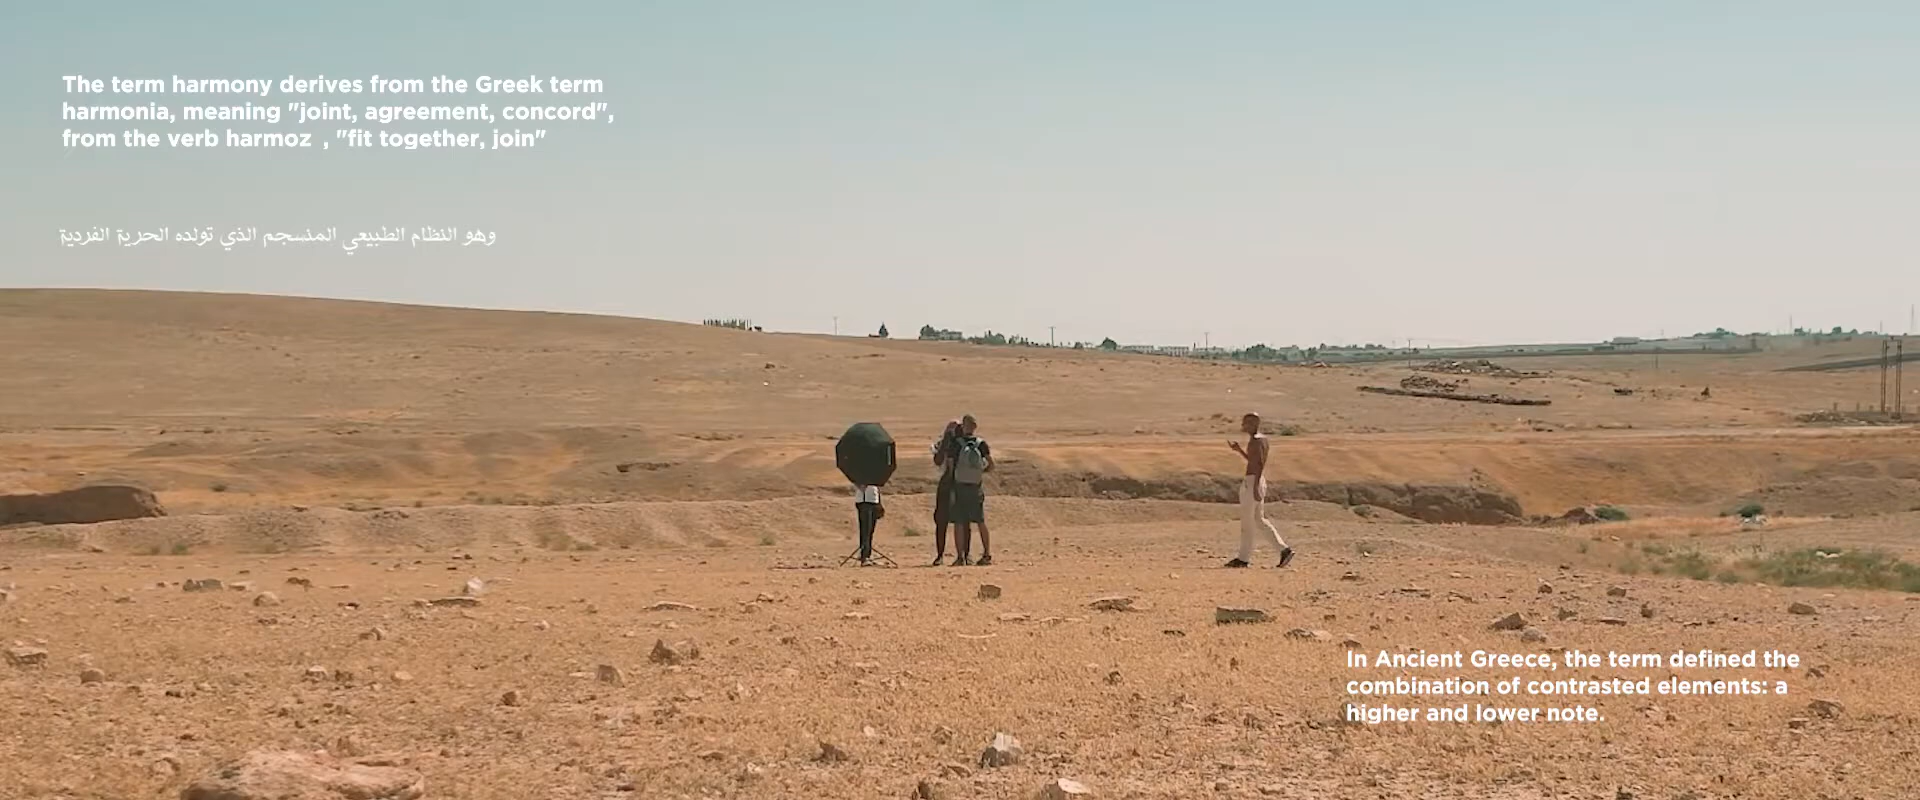 The term harmony derives from the Greek term
harmonia, meaning "joint, agreement, concord",
from the verb harmoz , "fit together, join"
وهو النظام الطبيعي المنسجم الذي تولده الحرية الفردية
In Ancient Greece, the term defined the
combination of contrasted elements: a
higher and lower note.